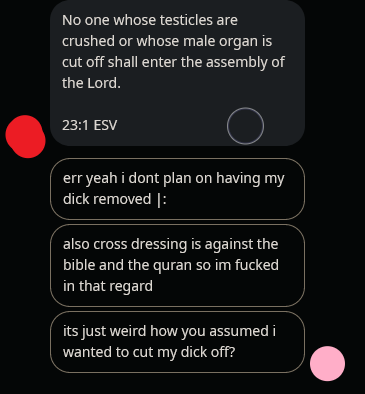 No one whose testicles are
crushed or whose male organ is
cut off shall enter the assembly of
the Lord.
23:1 ESV
err yeah i dont plan on having my
dick removed |:
also cross dressing is against the
bible and the quran so im fucked
in that regard
its just weird how you assumed i
wanted to cut my dick off?